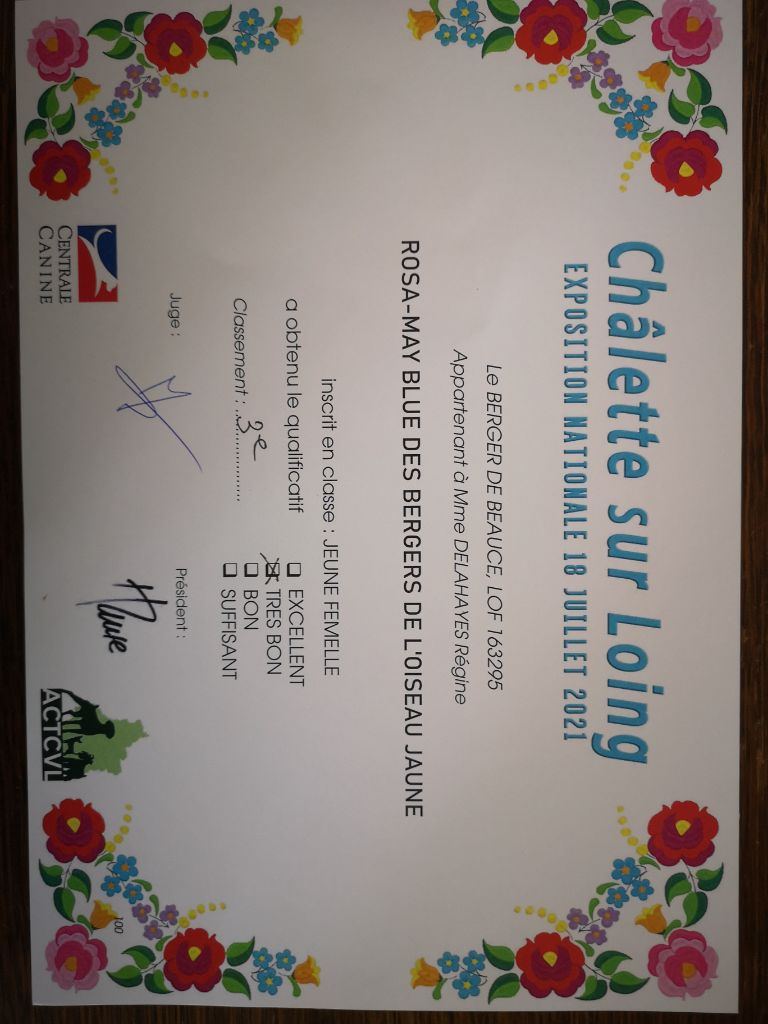 Châlette sur Loing
EXPOSITION NATIONALE 18 JUILLET 2021
Le BERGER DE BEAUCE, LOF 163295
Appartenant à Mme DELAHAYES Régine
ROSA-MAY BLUE DES BERGERS DE L'OISEAU JAUNE
inscrit en classe : JEUNE FEMELLE
a obtenu le qualificatif
❑ EXCELLENT
❑ TRES BON
❑ BON
❑ SUFFISANT
Classement : 3e
Juge :
Président :
CENTRALE
CANINE
ACTCVL
100